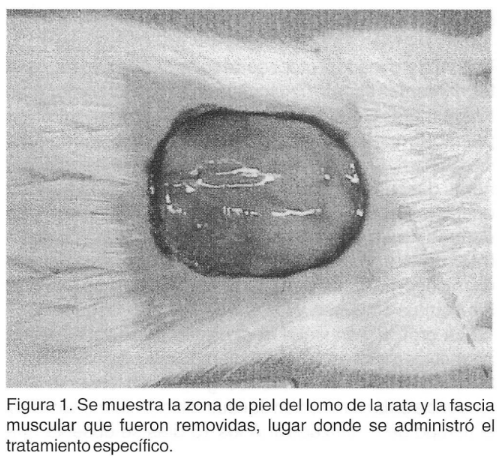 Figura 1. Se muestra la zona de piel del lomo de la rata y la fascia
muscular que fueron removidas, lugar donde se administró el
tratamiento específico.